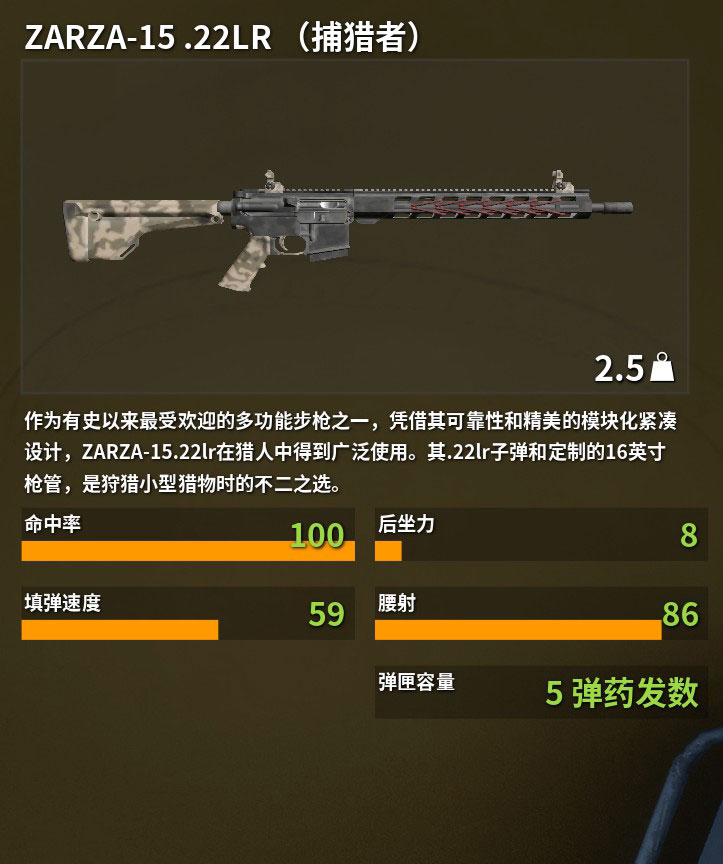 ZARZA-15 .22LR （捕猎者）
2.5
作为有史以来最受欢迎的多功能步枪之一，凭借其可靠性和精美的模块化紧凑
设计，ZARZA-15.22lr在猎人中得到广泛使用。其.22lr子弹和定制的16英寸
枪管，是狩猎小型猎物时的不二之选。
命中率 100
后坐力 8
填弹速度 59
腰射 86
弹匣容量 5 弹药发数